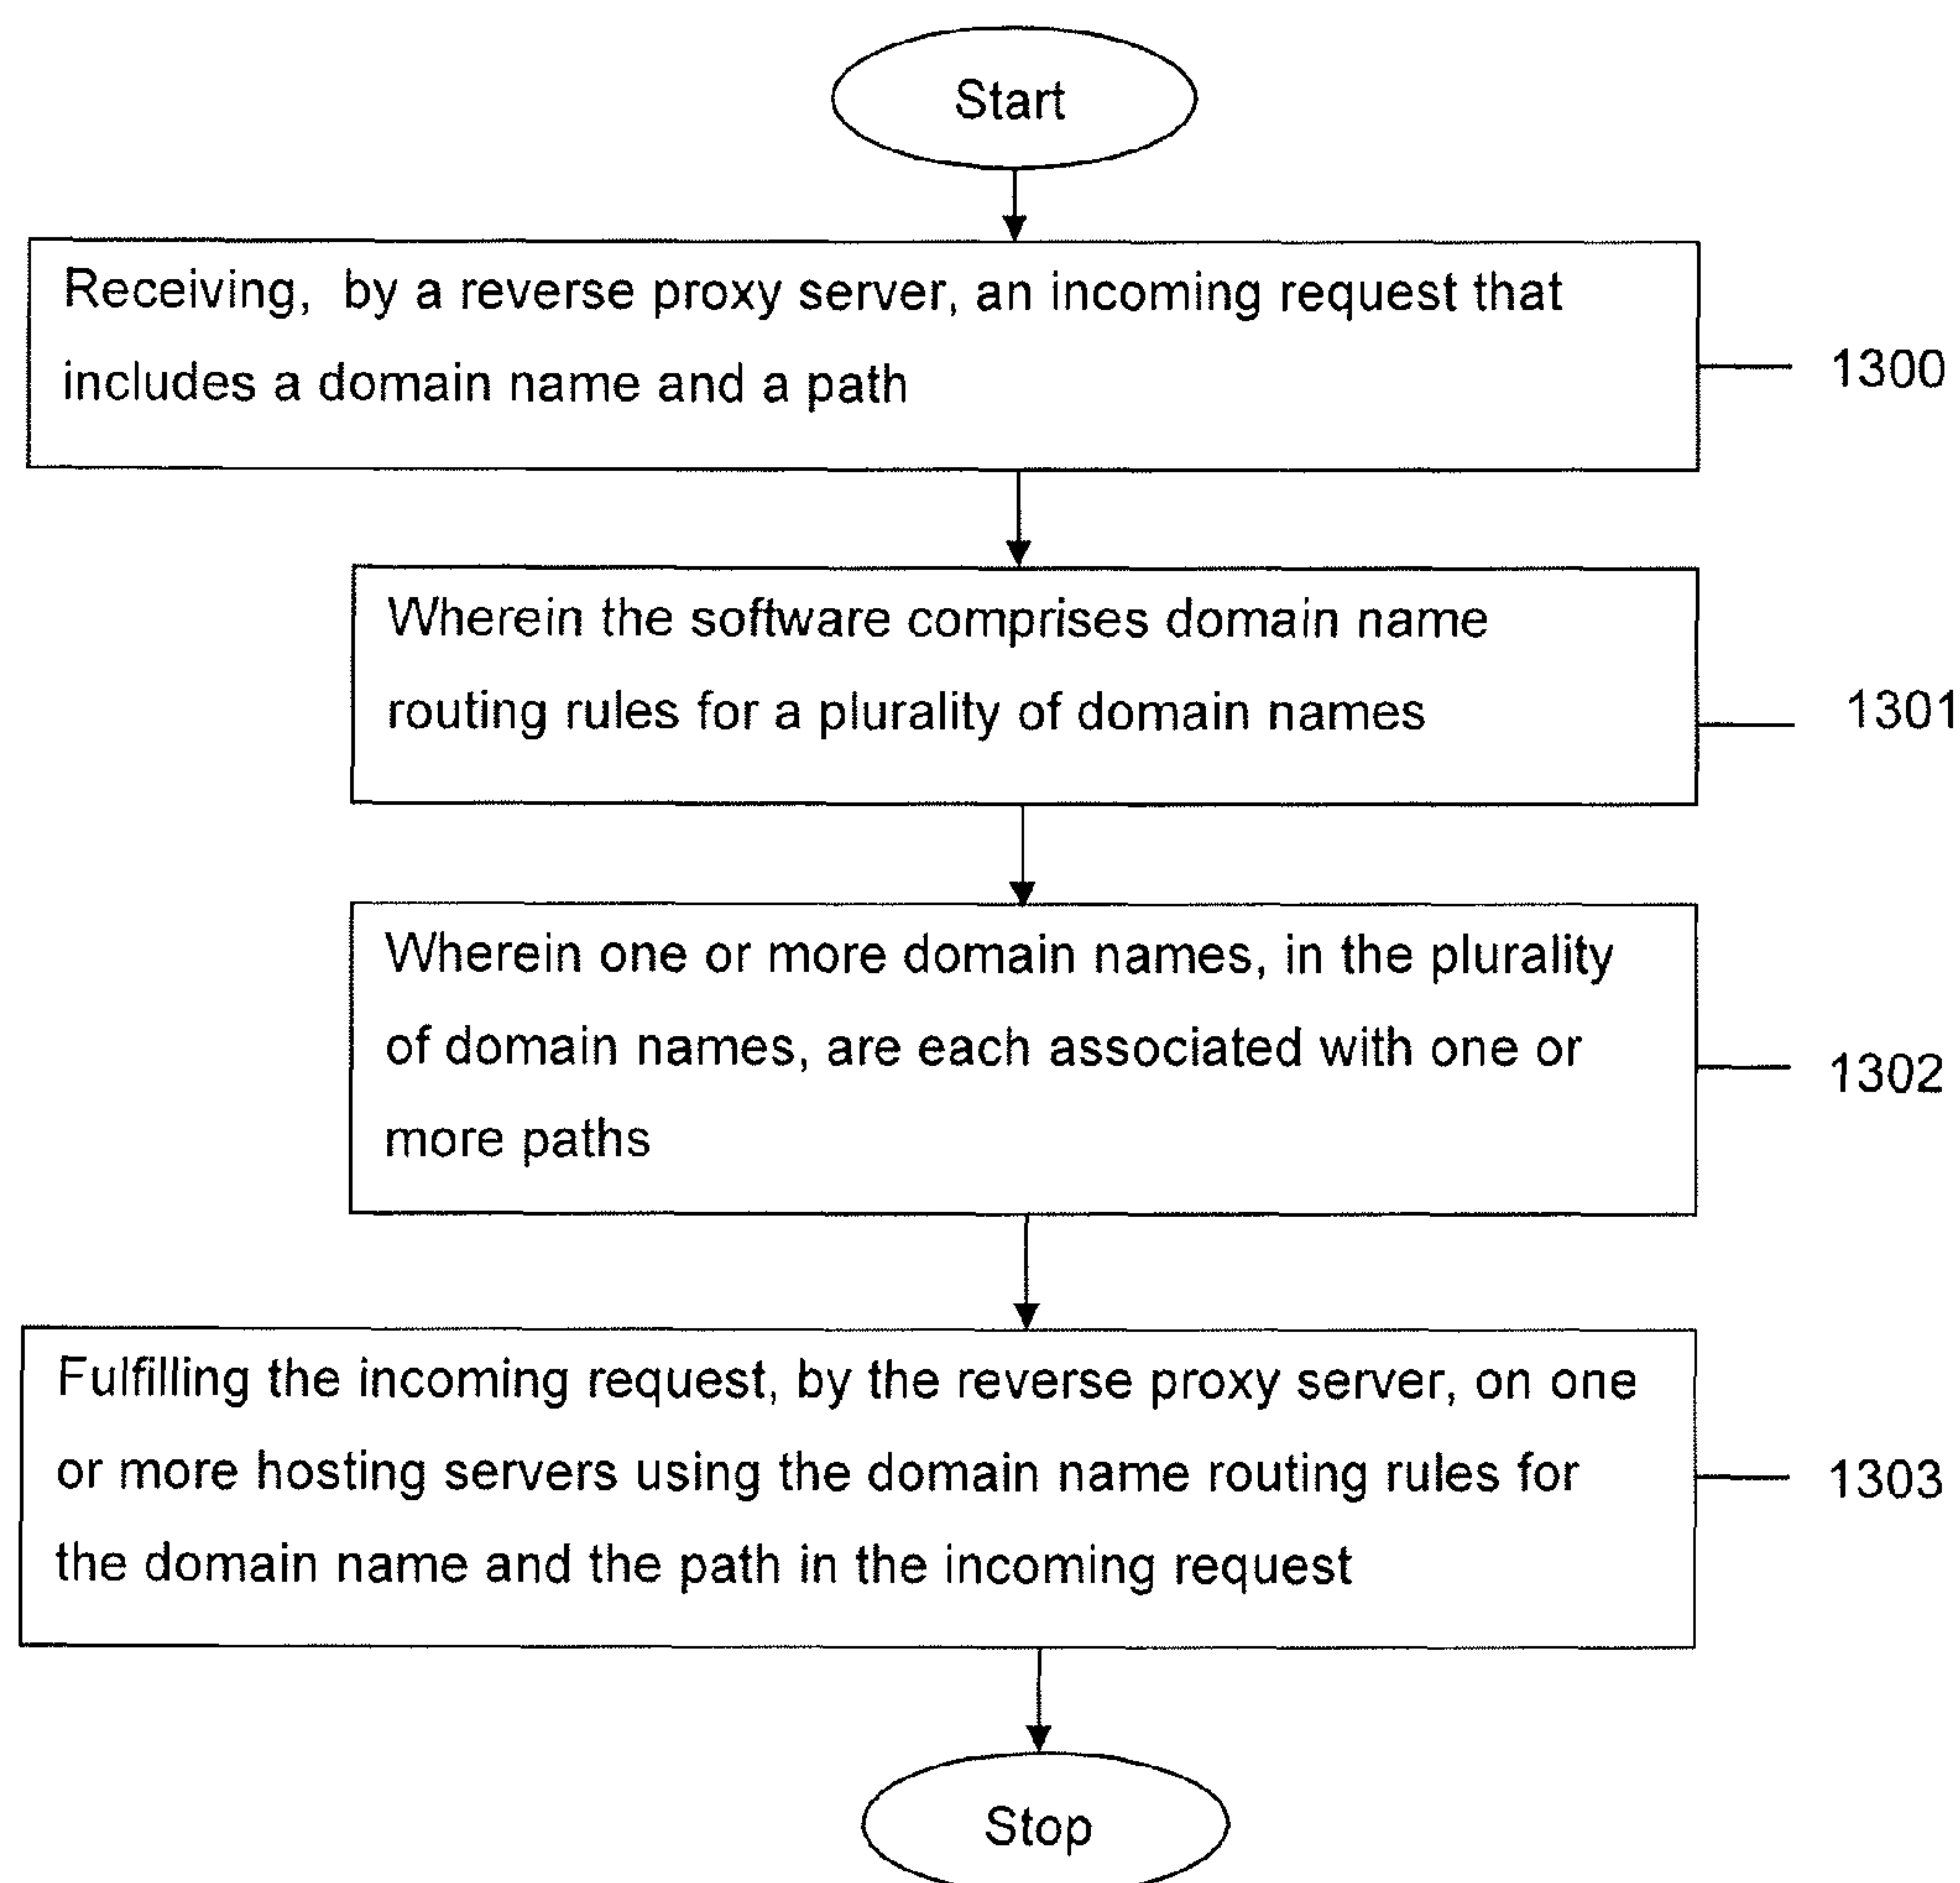 Start
Receiving, by a reverse proxy server, an incoming request that
includes a domain name and a path
1300
Wherein the software comprises domain name
routing rules for a plurality of domain names
1301
Wherein one or more domain names, in the plurality
of domain names, are each associated with one or
more paths
1302
Fulfilling the incoming request, by the reverse proxy server, on one
or more hosting servers using the domain name routing rules for
the domain name and the path in the incoming request
1303
Stop